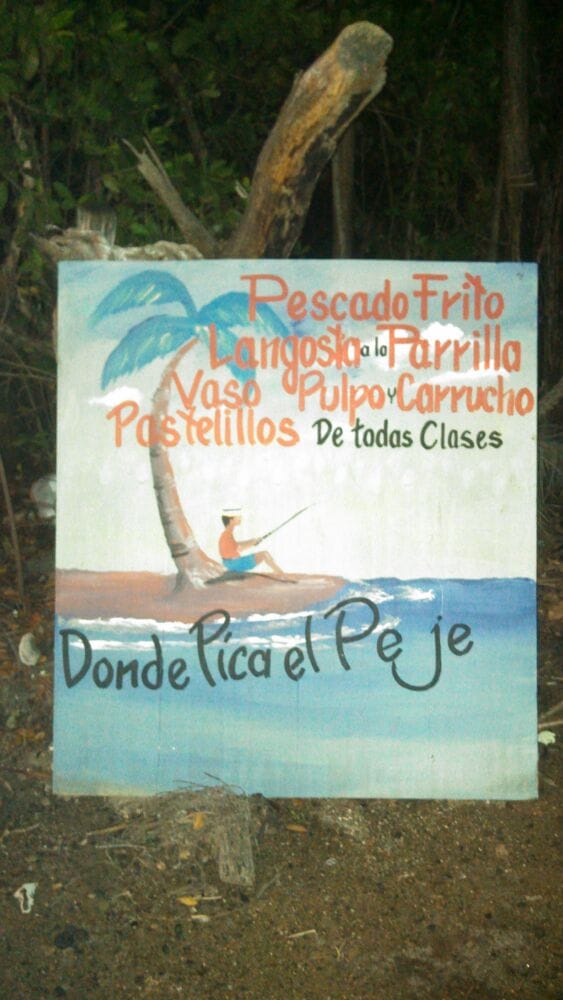 Pescado Frito
Langosta a la Parrilla
Vaso Pulpo y Carrucho
Pastelillos De todas Clases
Donde Pica el Peje